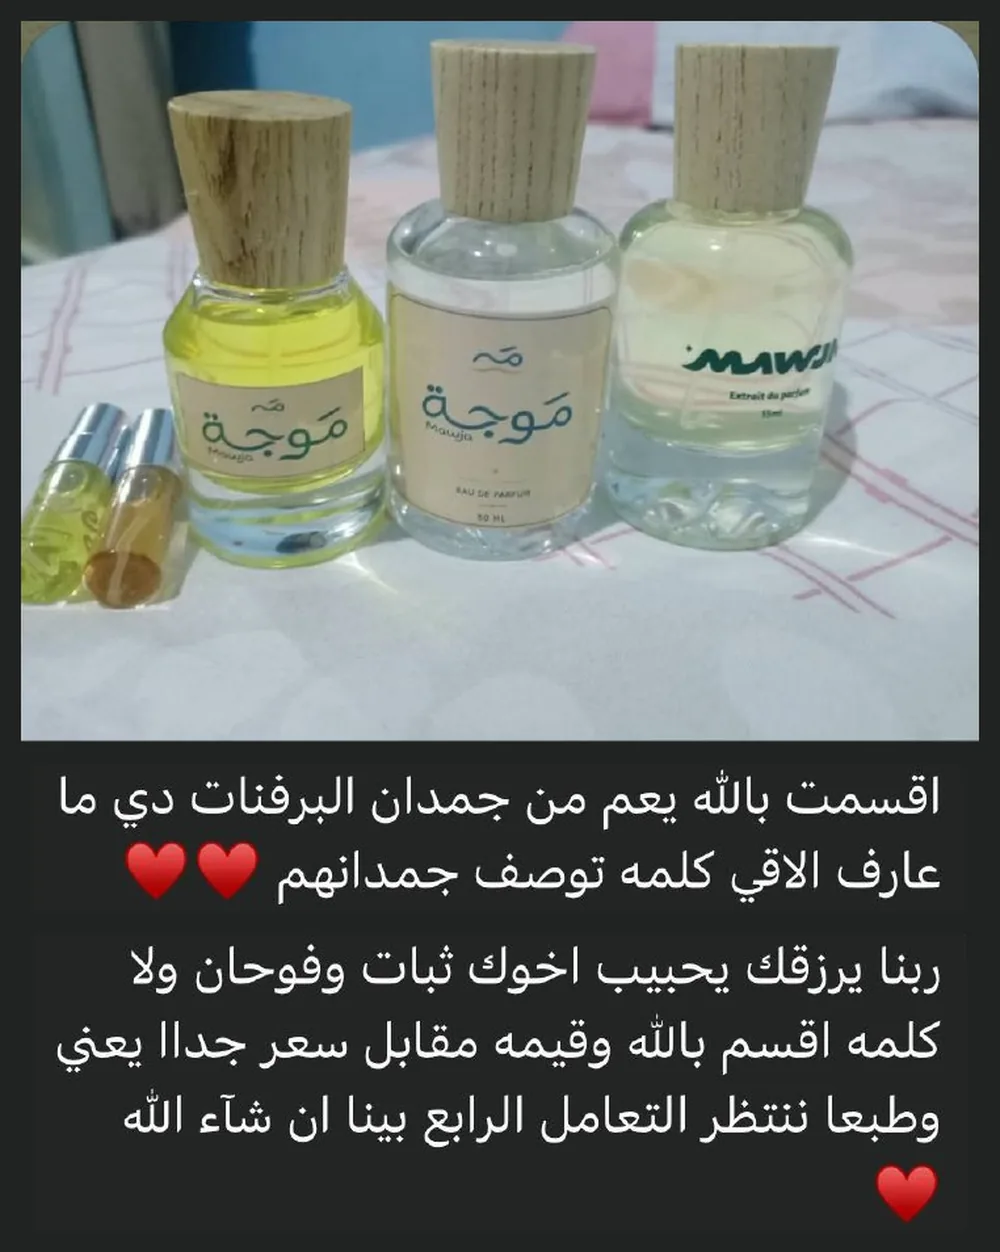 مَـ
مَوجة
Mauja
مَـ
مَوجة
Mauja
EAU DE PARFUM
50 ML
MAWJA
Extrait du parfum
55ml
اقسمت بالله يعم من جمدان البرفنات دي ما
عارف الاقي كلمه توصف جمدانهم ♥️♥️
ربنا يرزقك يحبيب اخوك ثبات وفوحان ولا
كلمه اقسم بالله وقيمه مقابل سعر جداا يعني
وطبعا ننتظر التعامل الرابع بينا ان شآء الله
♥️